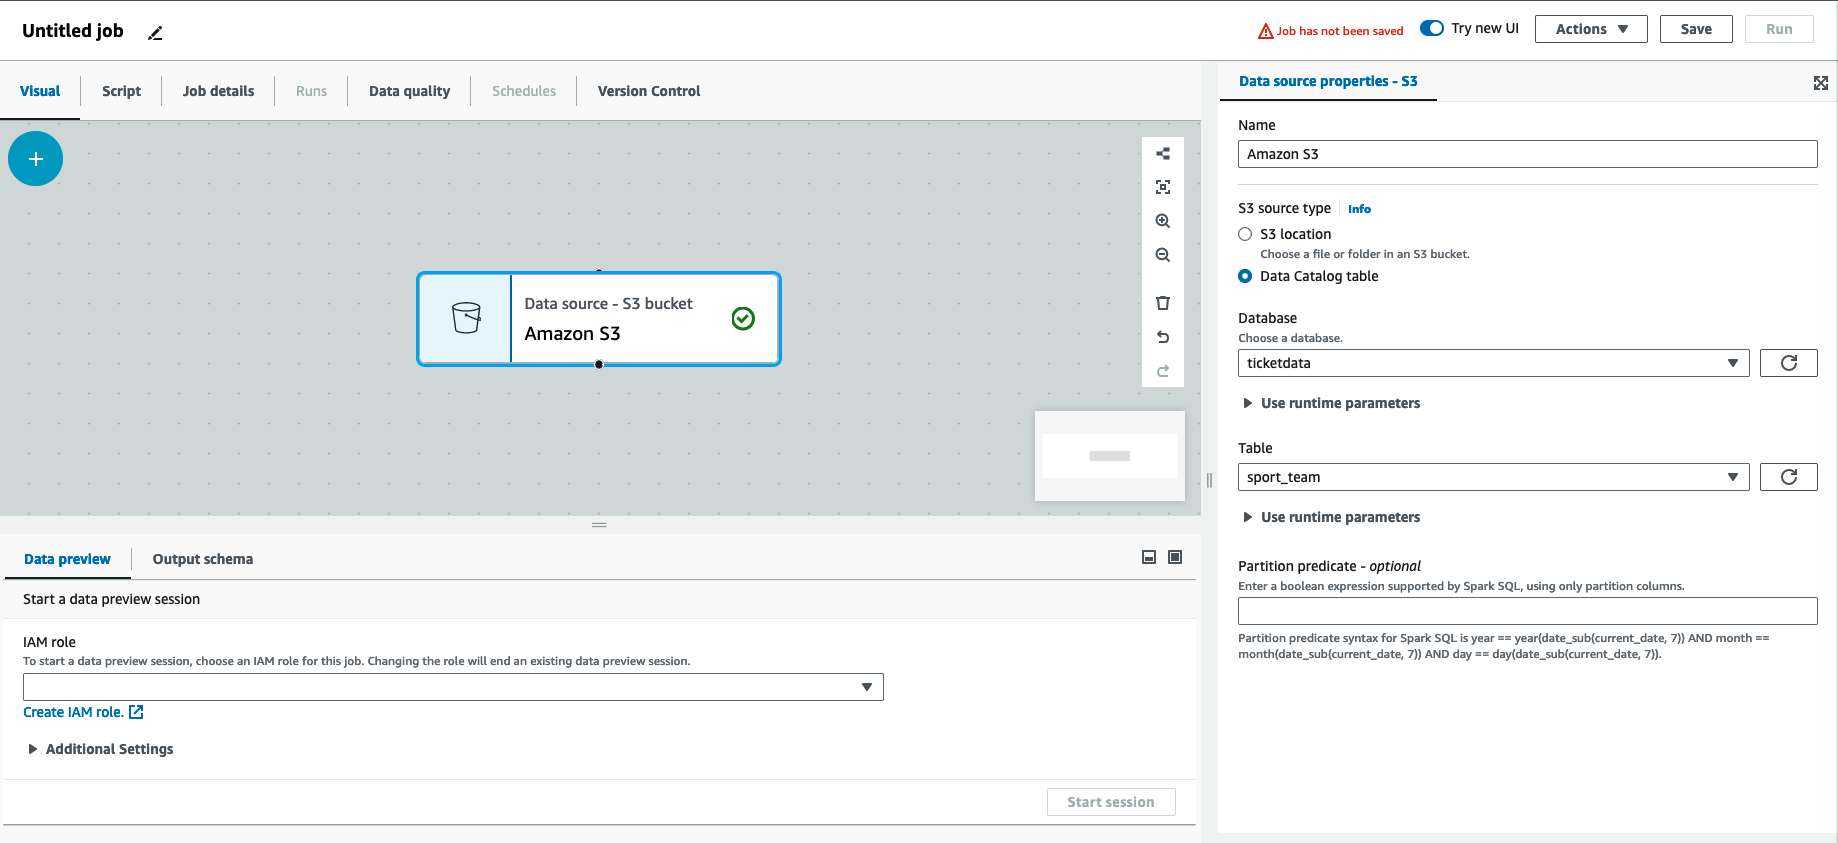 Untitled job
Job has not been saved
Try new UI
Actions
Save
Run
Visual
Script
Job details
Runs
Data quality
Schedules
Version Control
Data source - S3 bucket
Amazon S3
Data preview
Output schema
Start a data preview session
IAM role
To start a data preview session, choose an IAM role for this job. Changing the role will end an existing data preview session.
Create IAM role.
Additional Settings
Start session
Data source properties - S3
Name
Amazon S3
S3 source type
Info
S3 location
Choose a file or folder in an S3 bucket.
Data Catalog table
Database
Choose a database.
ticketdata
Use runtime parameters
Table
sport_team
Use runtime parameters
Partition predicate - optional
Enter a boolean expression supported by Spark SQL, using only partition columns.
Partition predicate syntax for Spark SQL is year == year(date_sub(current_date, 7)) AND month ==
month(date_sub(current_date, 7)) AND day == day(date_sub(current_date, 7)).